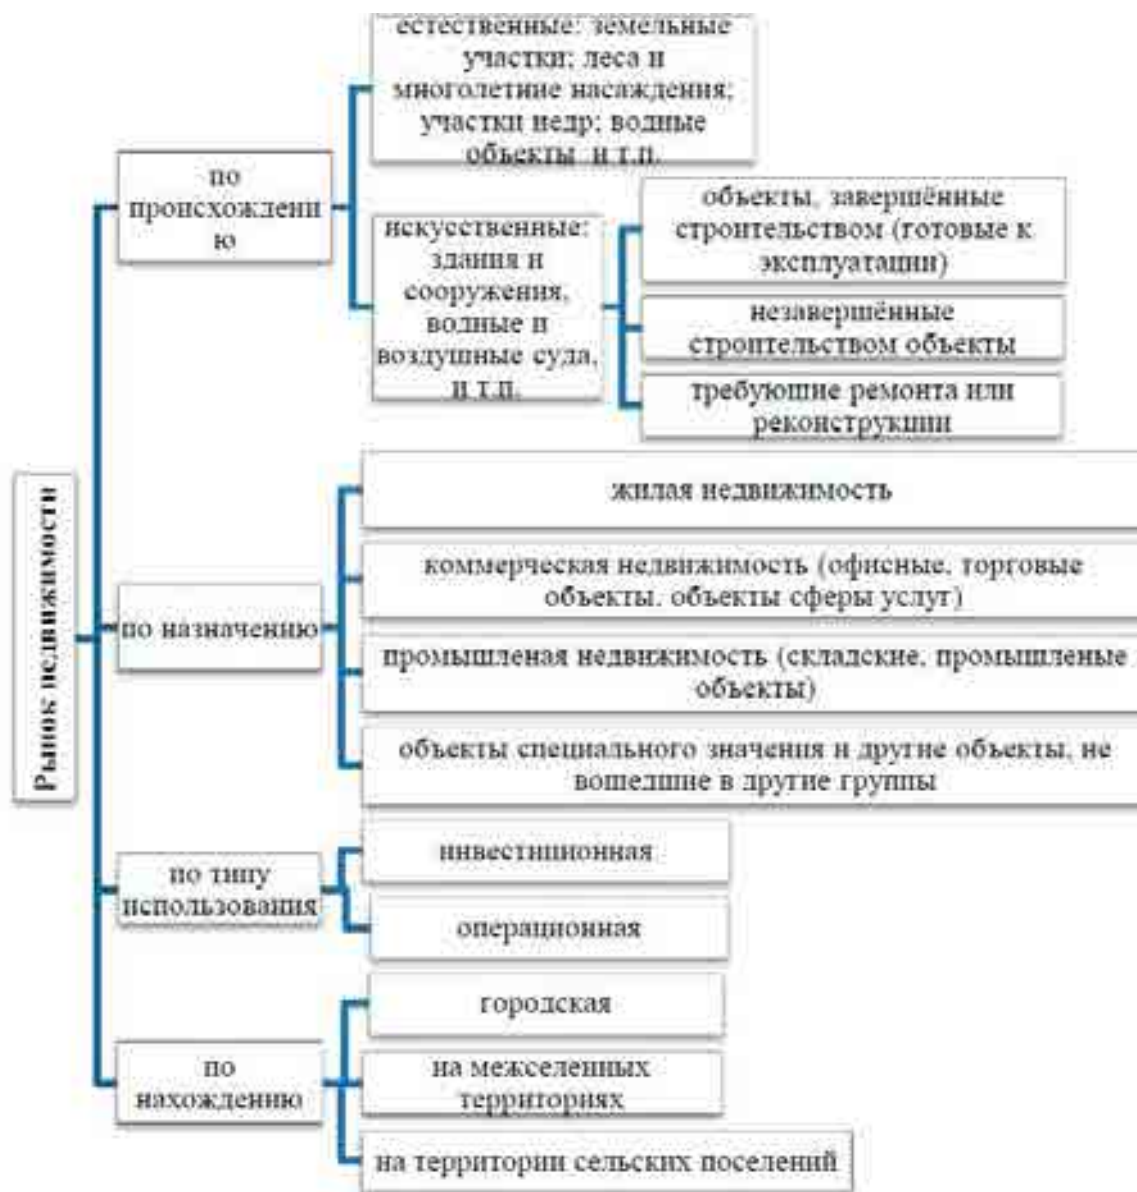 естественные: земельные
участки; леса и
многолетние насаждения;
участки недр; водные
объекты и т.п.
по
происхождени
ю
искусственные:
здания и
сооружения,
водные и
воздушные суда,
и т.п.
объекты, завершённые
строительством (готовые к
эксплуатации)
незавершённые
строительством объекты
требующие ремонта или
реконструкции
Рынок недвижимости
по назначению
жилая недвижимость
коммерческая недвижимость (офисные, торговые
объекты, объекты сферы услуг)
промышленая недвижимость (складские, промышленые
объекты)
объекты специального значения и другие объекты, не
вошедшие в другие группы
по типу
использования
инвестиционная
операционная
по
нахождению
городская
на межселенных
территориях
на территории сельских поселений